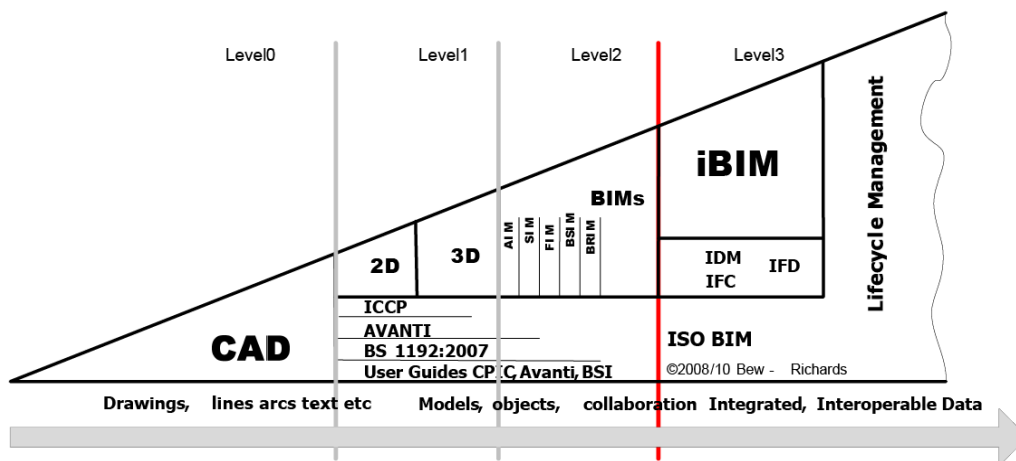 Level0
Level1
Level2
Level3
iBIM
BIMs
AIM
SIM
FIM
BSIM
BRIM
Lifecycle Management
2D
3D
IDM
IFD
IFC
ICCP
AVANTI
CAD
BS 1192:2007
ISO BIM
User Guides CPIC, Avanti, BSI
©2008/10 Bew - Richards
Drawings, lines arcs text etc
Models, objects, collaboration
Integrated, Interoperable Data